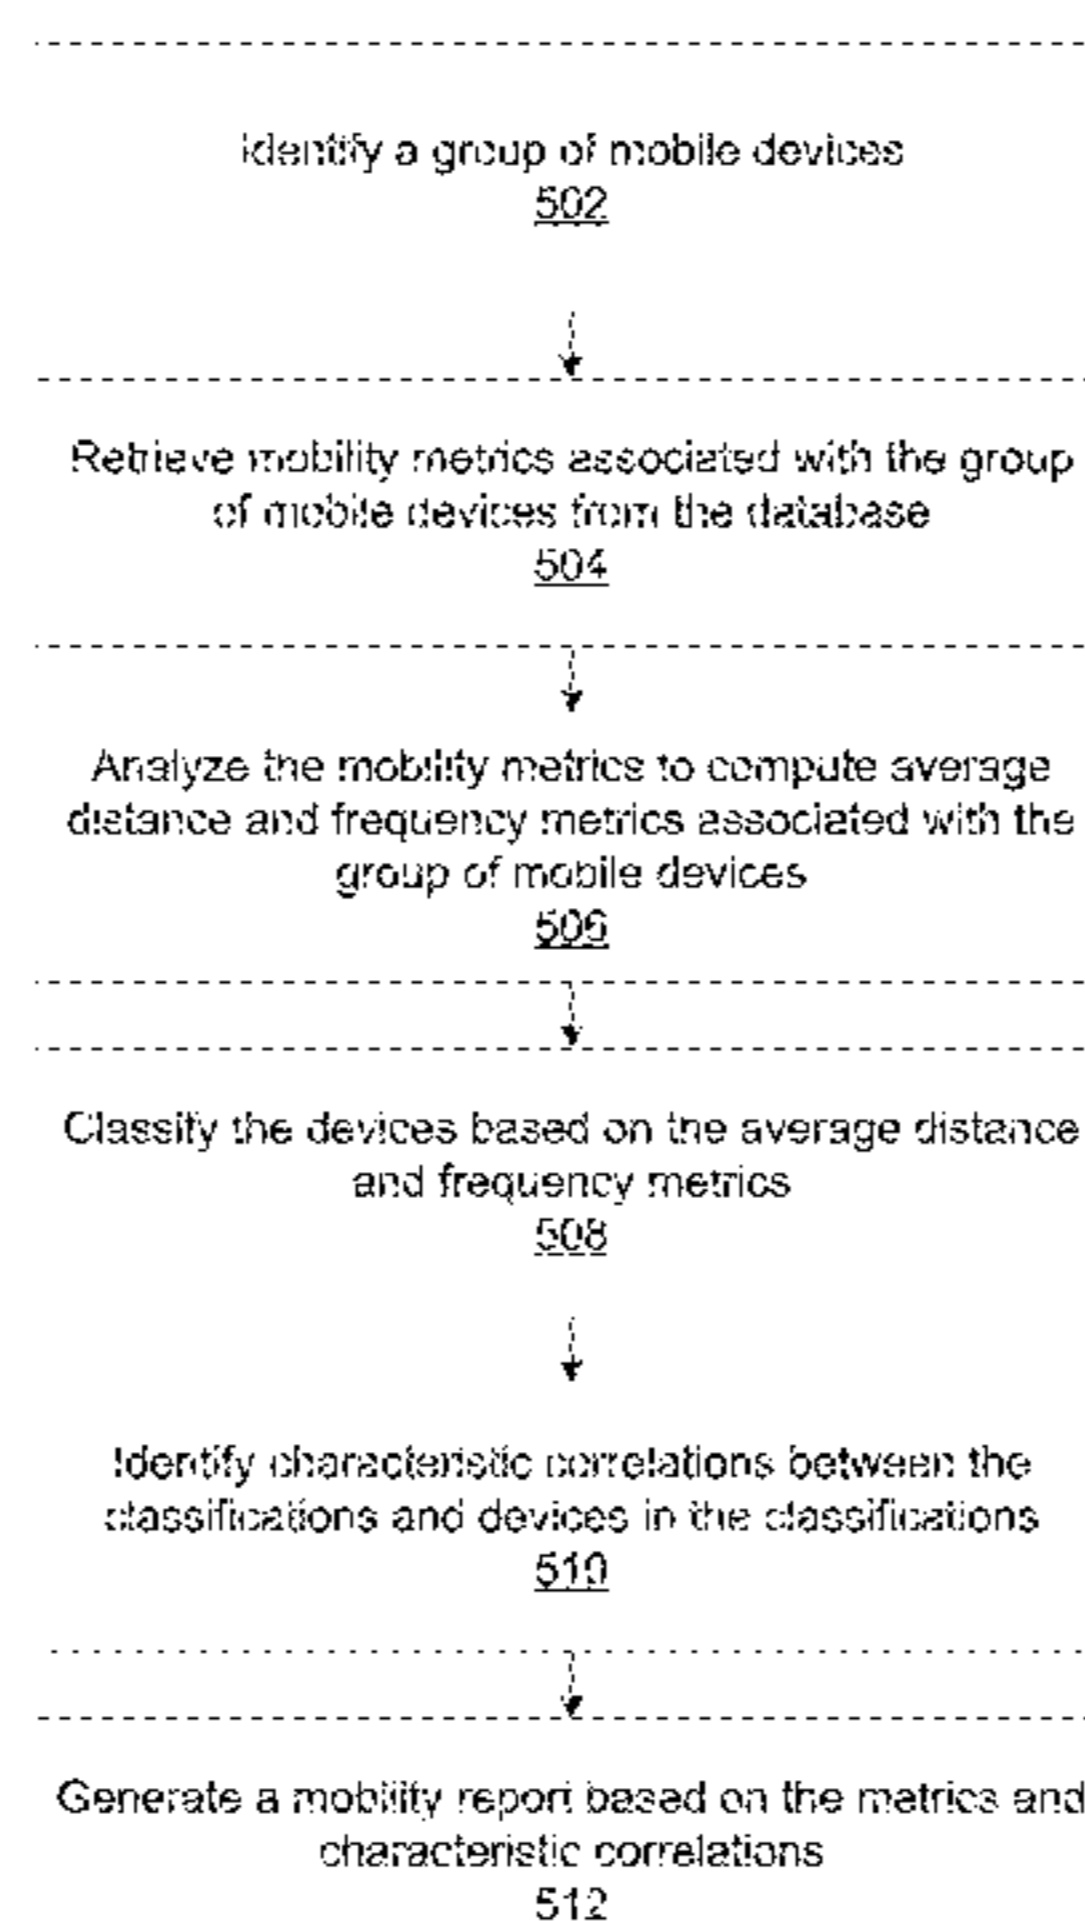 Identify a group of mobile devices
502
Retrieve mobility metrics associated with the group
of mobile devices from the database
504
Analyze the mobility metrics to compute average
distance and frequency metrics associated with the
group of mobile devices
506
Classify the devices based on the average distance
and frequency metrics
508
Identify characteristic correlations between the
classifications and devices in the classifications
510
Generate a mobility report based on the metrics and
characteristic correlations
512